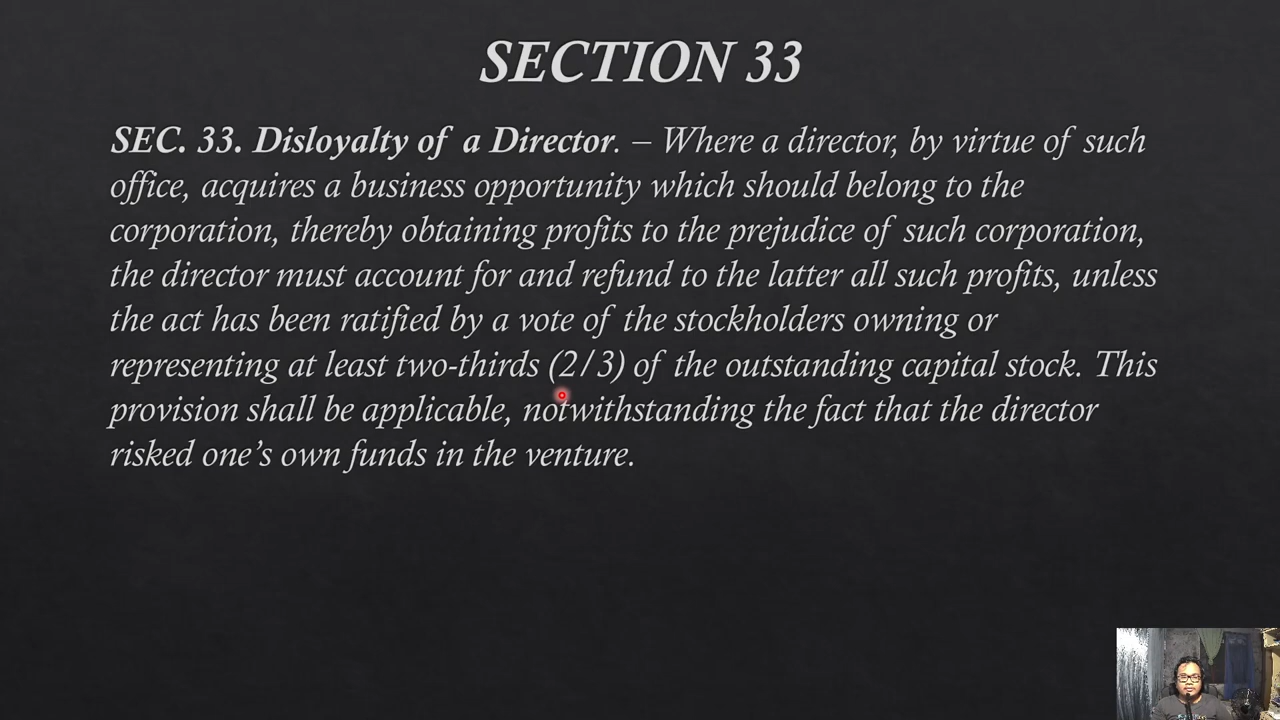 SECTION 33
SEC. 33. Disloyalty of a Director. – Where a director, by virtue of such
office, acquires a business opportunity which should belong to the
corporation, thereby obtaining profits to the prejudice of such corporation,
the director must account for and refund to the latter all such profits, unless
the act has been ratified by a vote of the stockholders owning or
representing at least two-thirds (2/3) of the outstanding capital stock. This
provision shall be applicable, notwithstanding the fact that the director
risked one’s own funds in the venture.